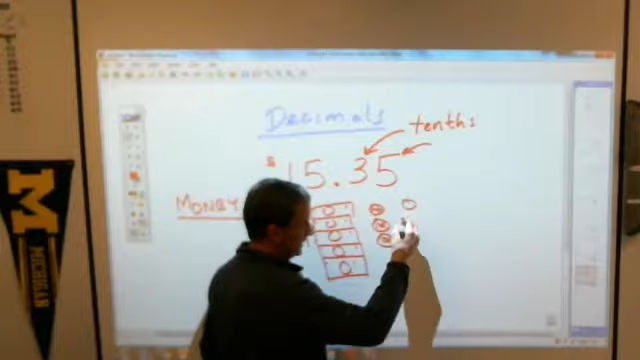 Decimals
tenths
$15.35
MONEY
M
MICHIGAN